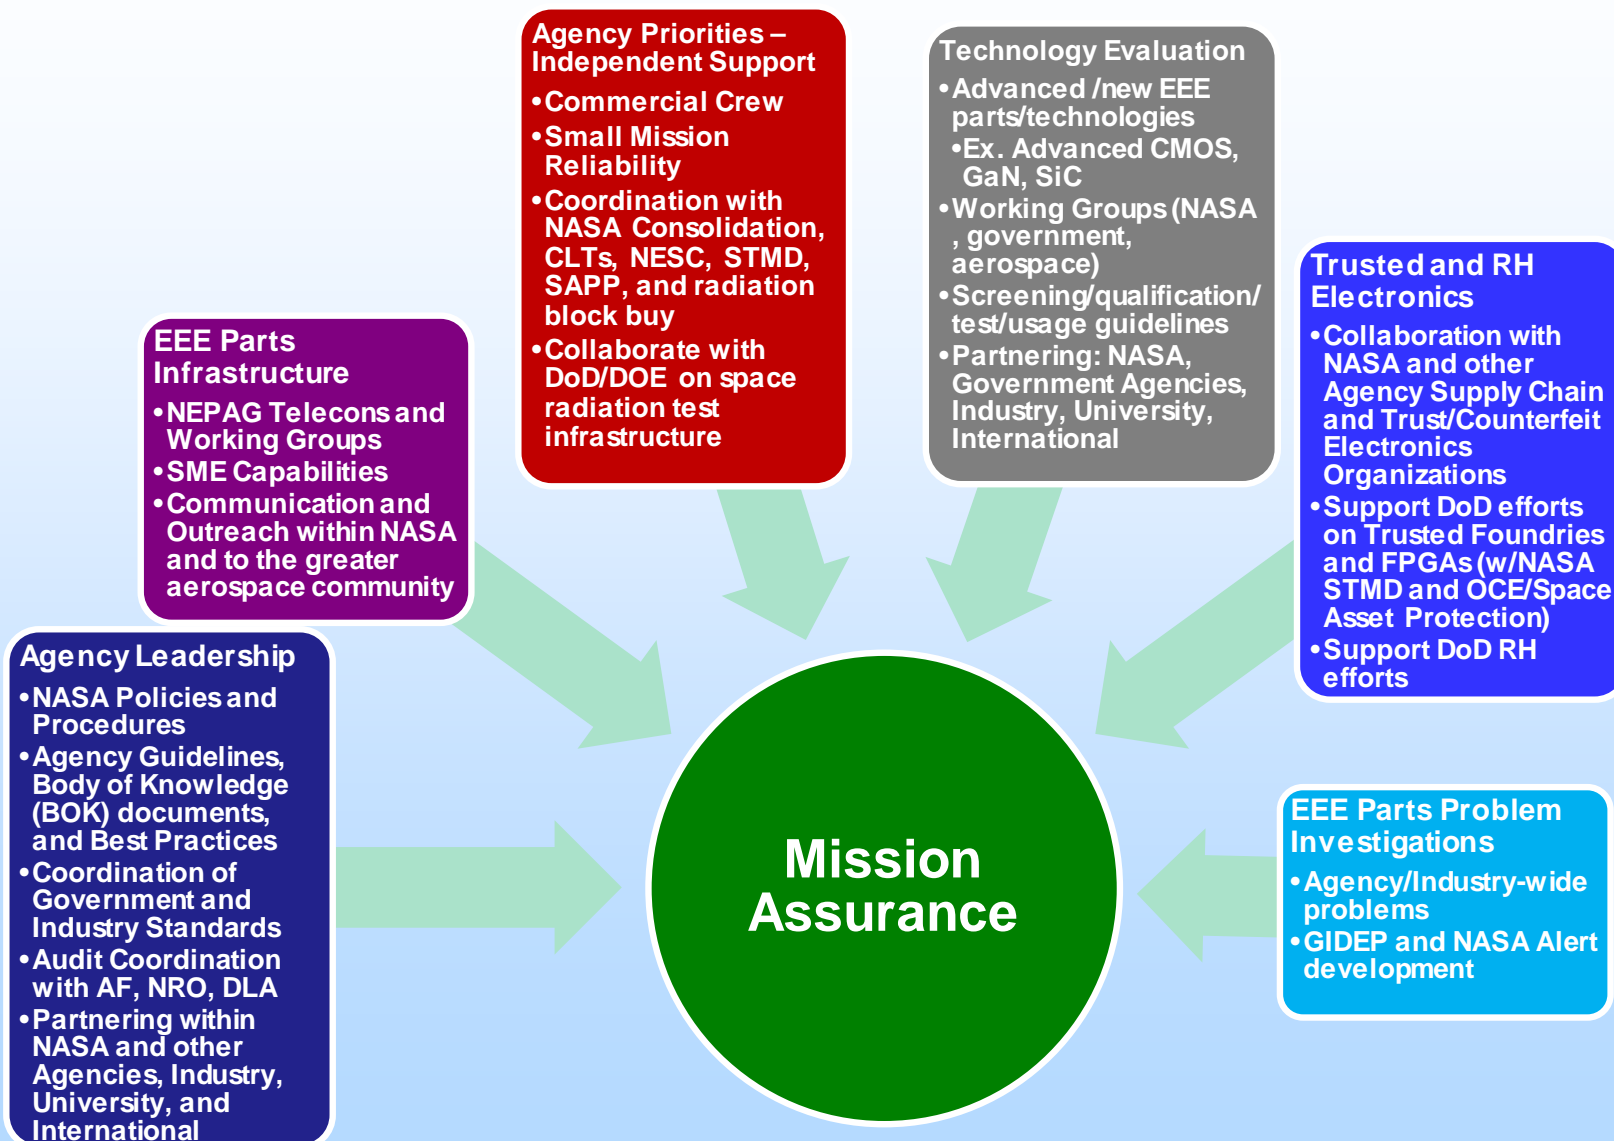 Agency Priorities –
Independent Support
•Commercial Crew
•Small Mission
Reliability
•Coordination with
NASA Consolidation,
CLTs, NESC, STMD,
SAPP, and radiation
block buy
•Collaborate with
DoD/DOE on space
radiation test
infrastructure
Technology Evaluation
•Advanced /new EEE
parts/technologies
•Ex. Advanced CMOS,
GaN, SiC
•Working Groups (NASA
, government,
aerospace)
•Screening/qualification/
test/usage guidelines
•Partnering: NASA,
Government Agencies,
Industry, University,
International
Trusted and RH
Electronics
•Collaboration with
NASA and other
Agency Supply Chain
and Trust/Counterfeit
Electronics
Organizations
•Support DoD efforts
on Trusted Foundries
and FPGAs (w/NASA
STMD and OCE/Space
Asset Protection)
•Support DoD RH
efforts
EEE Parts
Infrastructure
•NEPAG Telecons and
Working Groups
•SME Capabilities
•Communication and
Outreach within NASA
and to the greater
aerospace community
Agency Leadership
•NASA Policies and
Procedures
•Agency Guidelines,
Body of Knowledge
(BOK) documents,
and Best Practices
•Coordination of
Government and
Industry Standards
•Audit Coordination
with AF, NRO, DLA
•Partnering within
NASA and other
Agencies, Industry,
University, and
International
Mission
Assurance
EEE Parts Problem
Investigations
•Agency/Industry-wide
problems
•GIDEP and NASA Alert
development